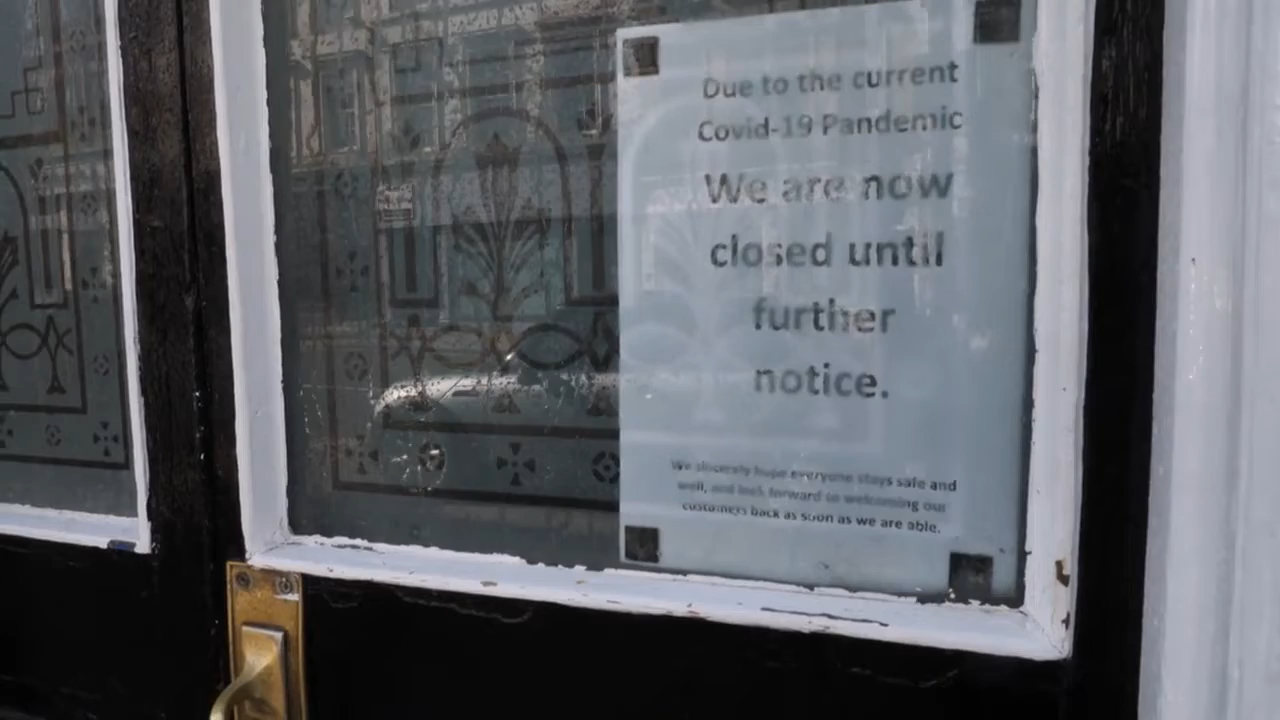 Due to the current
Covid-19 Pandemic
We are now
closed until
further
notice.
We sincerely hope everyone stays safe and
well, and look forward to welcoming our
customers back as soon as we are able.